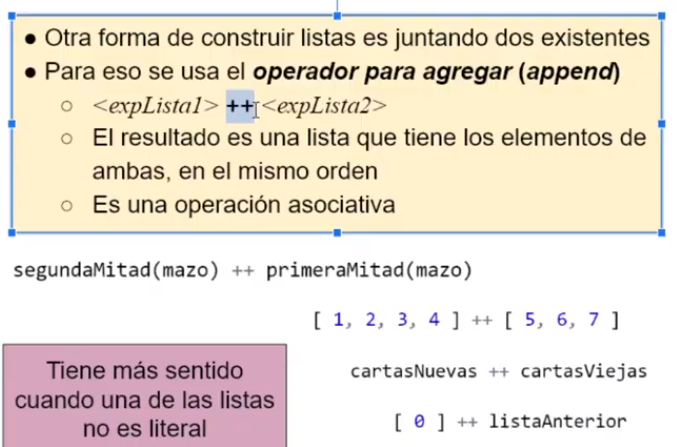 ● Otra forma de construir listas es juntando dos existentes
● Para eso se usa el operador para agregar (append)
○ <expLista1> ++ <expLista2>
○ El resultado es una lista que tiene los elementos de
ambas, en el mismo orden
○ Es una operación asociativa
segundaMitad(mazo) ++ primeraMitad(mazo)
[ 1, 2, 3, 4 ] ++ [ 5, 6, 7 ]
cartasNuevas ++ cartasViejas
[ 0 ] ++ listaAnterior
Tiene más sentido
cuando una de las listas
no es literal